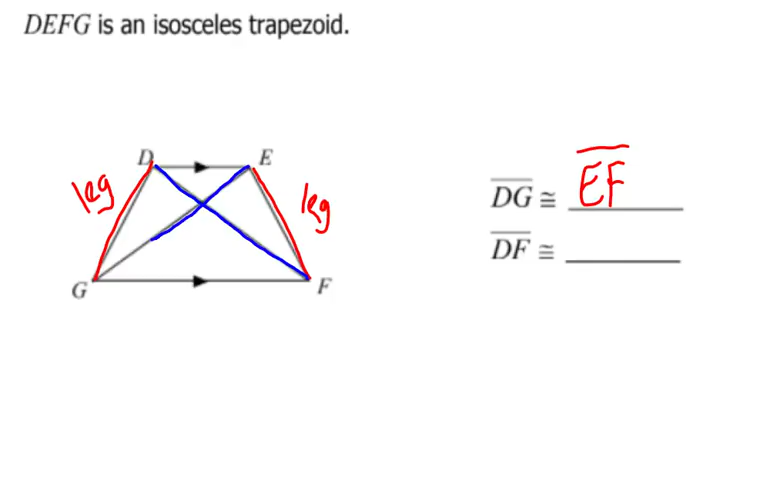 DEFG is an isosceles trapezoid.
D
E
leg
leg
G
F
DG ≅ EF
DF ≅